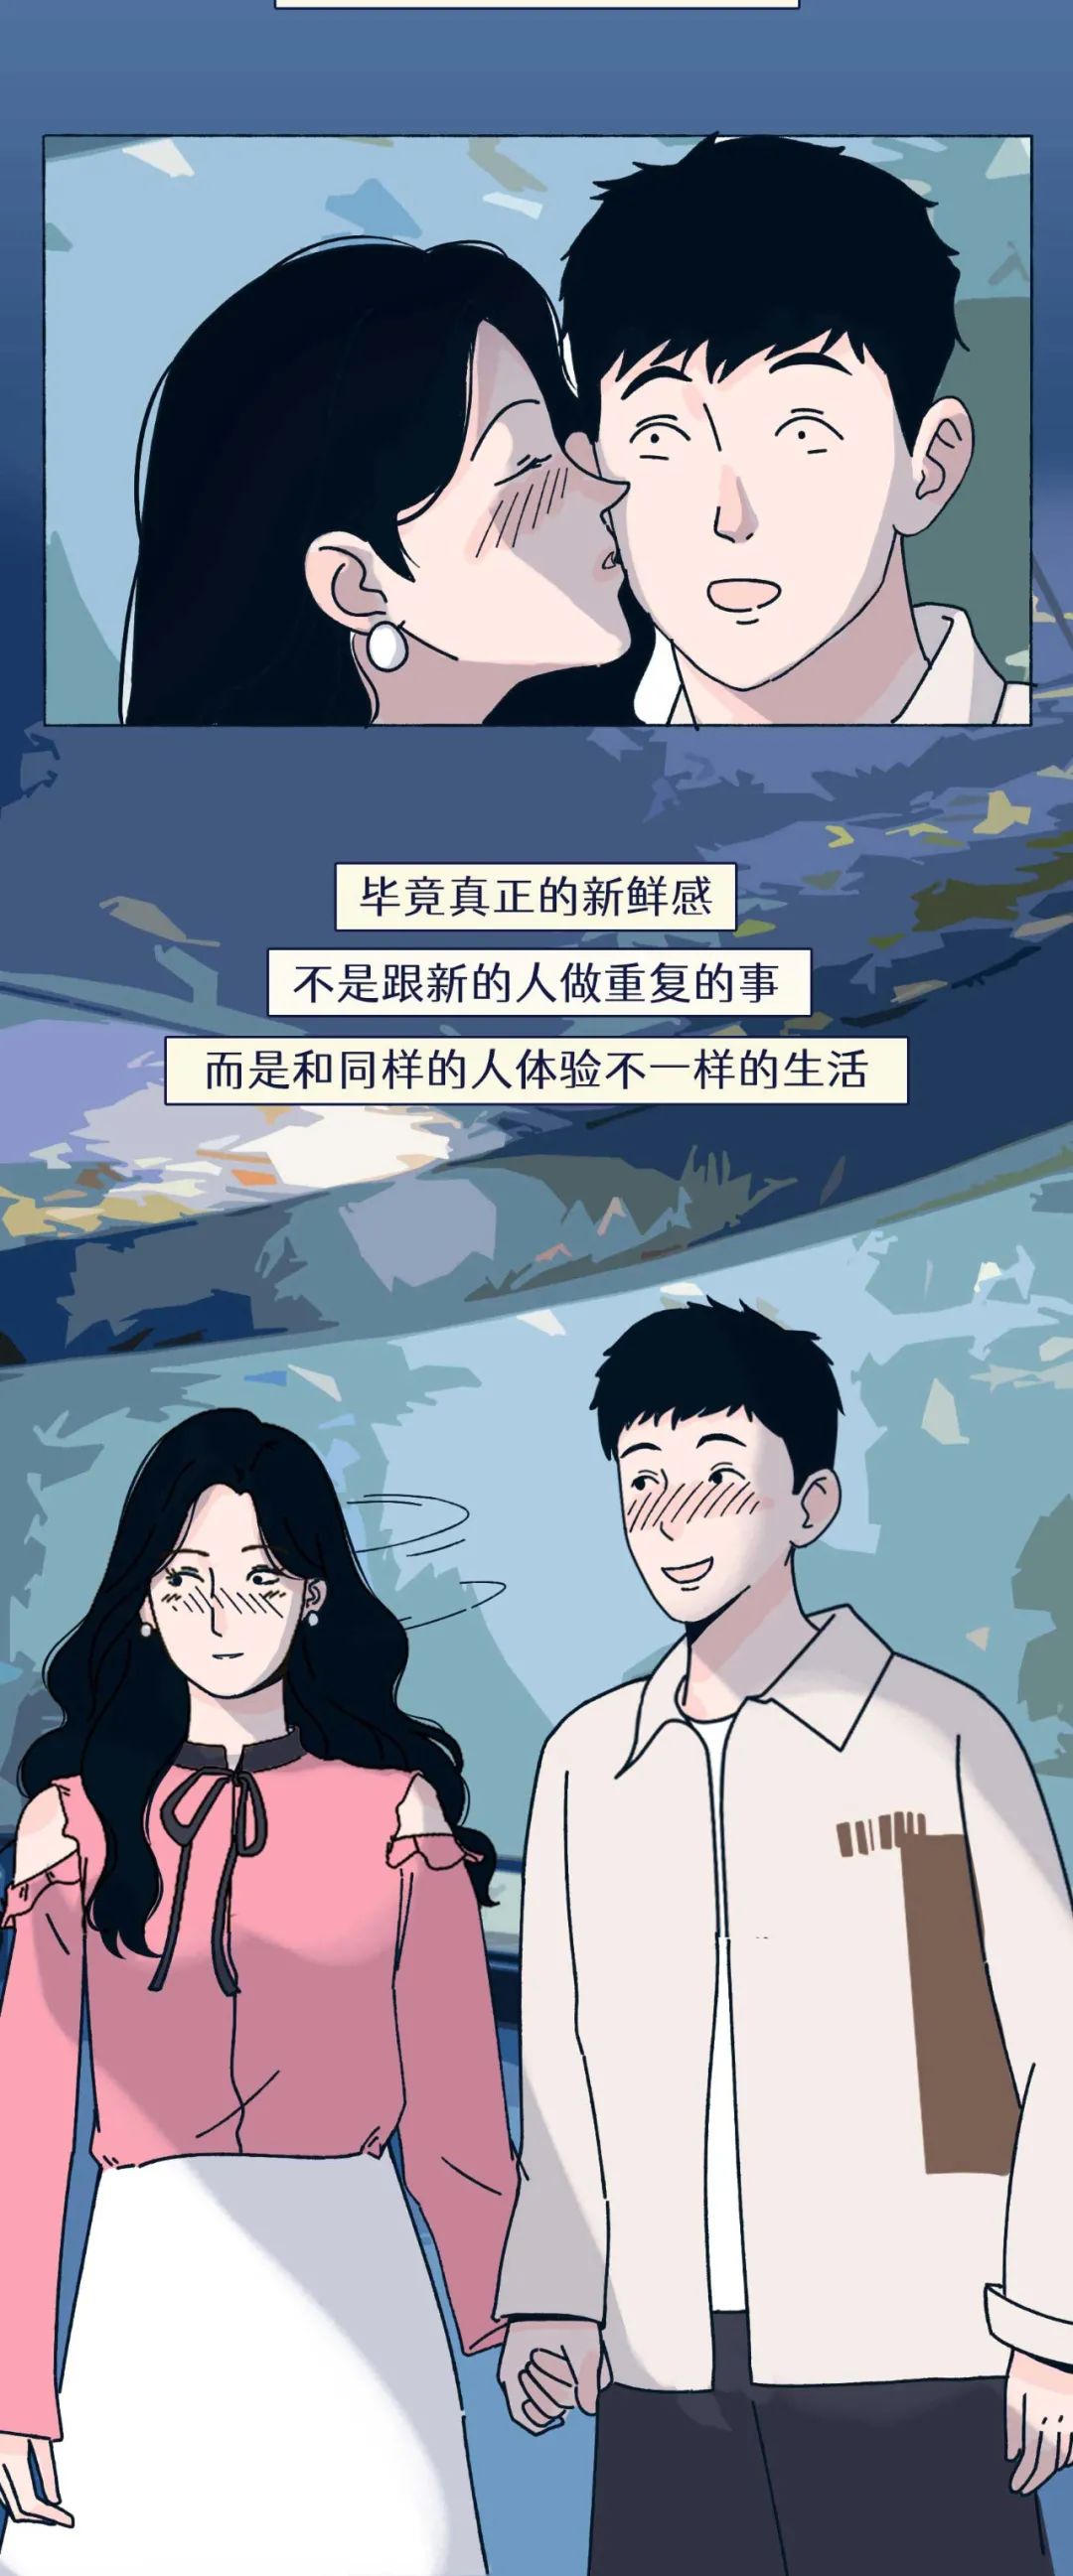 毕竟真正的新鲜感
不是跟新的人做重复的事
而是和同样的人体验不一样的生活